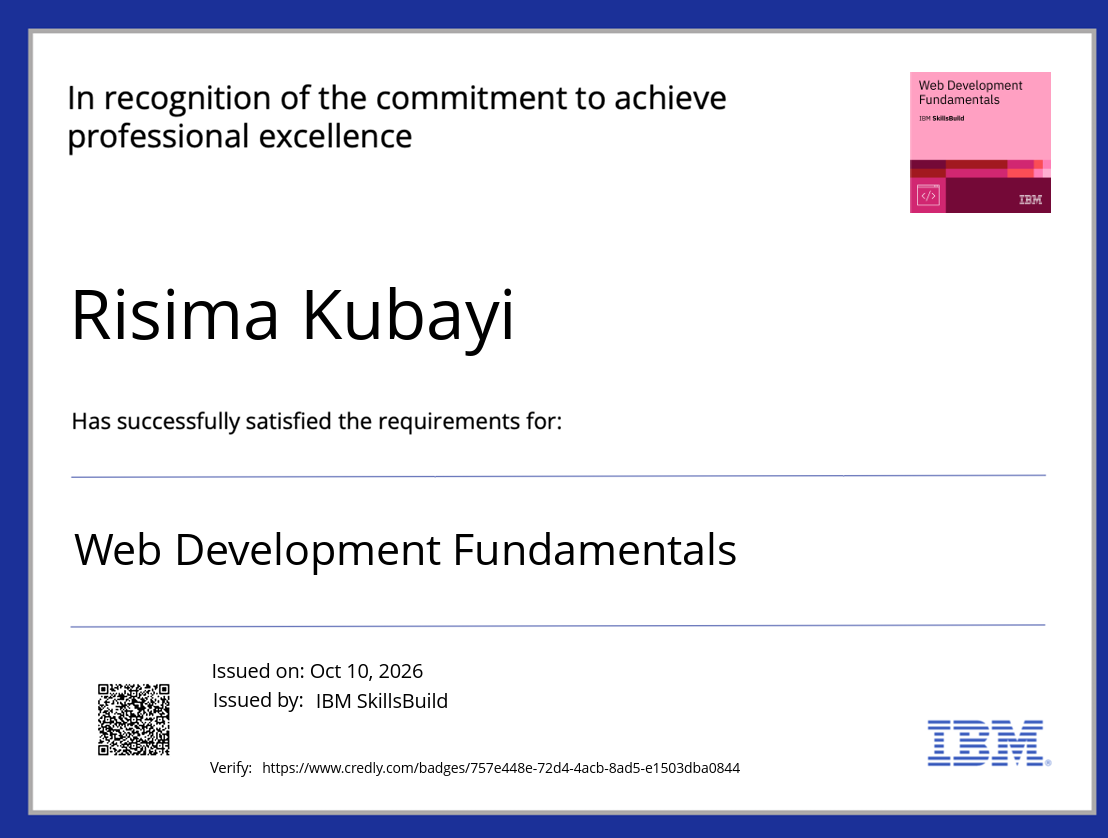 In recognition of the commitment to achieve
professional excellence
Web Development
Fundamentals
IBM SkillsBuild
</>
IBM
Risima Kubayi
Has successfully satisfied the requirements for:
Web Development Fundamentals
Issued on: Oct 10, 2026
Issued by: IBM SkillsBuild
Verify: https://www.credly.com/badges/757e448e-72d4-4acb-8ad5-e1503dba0844
IBM®